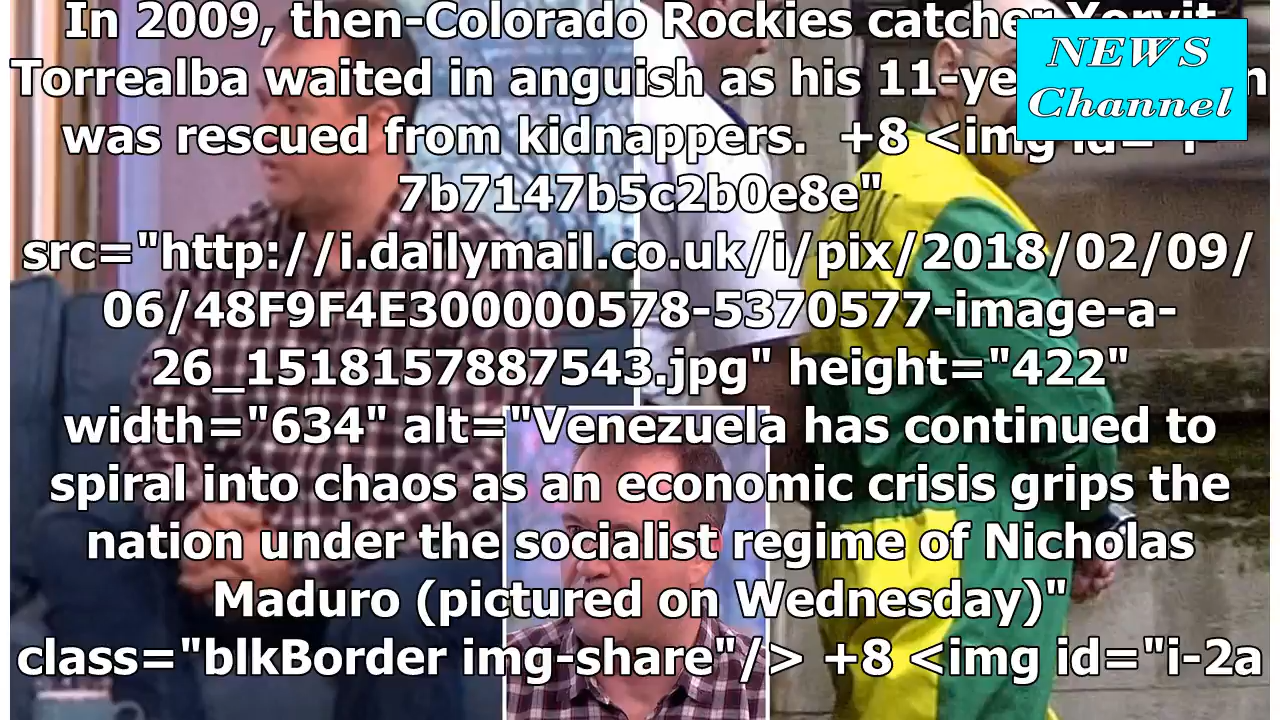 In 2009, then-Colorado Rockies catcher Yorvit
NEWS
Channel
Torrealba waited in anguish as his 11-ye
was rescued from kidnappers. +8 <img id="i-
7b7147b5c2b0e8e"
src="http://i.dailymail.co.uk/i/pix/2018/02/09/
06/48F9F4E300000578-5370577-image-a-
26_1518157887543.jpg" height="422"
width="634" alt="Venezuela has continued to
spiral into chaos as an economic crisis grips the
nation under the socialist regime of Nicholas
Maduro (pictured on Wednesday)"
class="blkBorder img-share"/> +8 <img id="i-2a